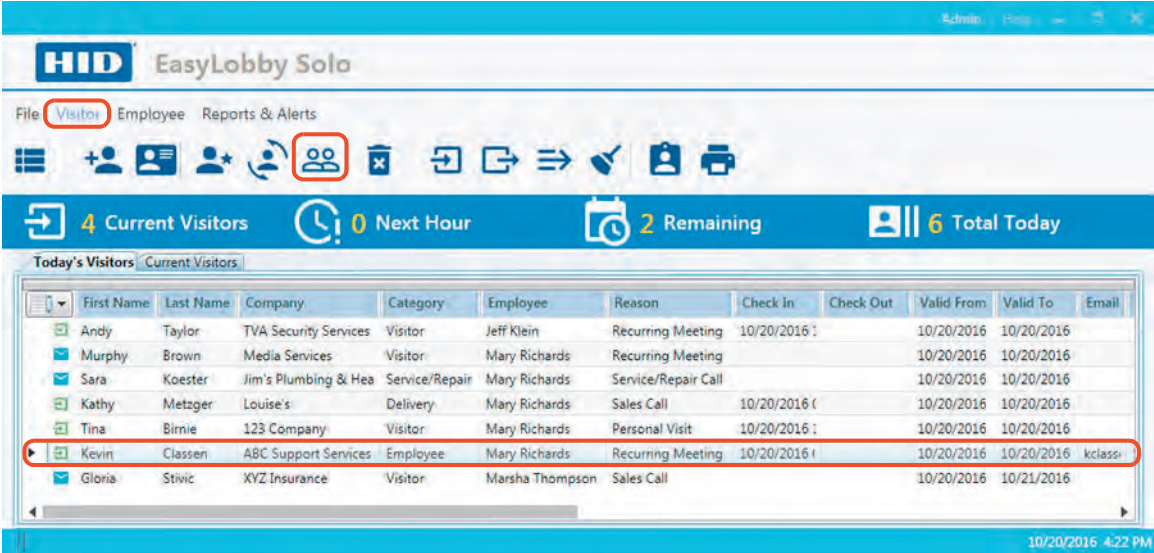 Admin Help
HID EasyLobby Solo
File Visitor Employee Reports & Alerts
4 Current Visitors 0 Next Hour 2 Remaining 6 Total Today
Today's Visitors Current Visitors
First Name Last Name Company Category Employee Reason Check In Check Out Valid From Valid To Email
Andy Taylor TVA Security Services Visitor Jeff Klein Recurring Meeting 10/20/2016 10/20/2016 10/20/2016
Murphy Brown Media Services Visitor Mary Richards Recurring Meeting 10/20/2016 10/20/2016
Sara Koester Jim's Plumbing & Hea Service/Repair Mary Richards Service/Repair Call 10/20/2016 10/20/2016
Kathy Metzger Louise's Delivery Mary Richards Sales Call 10/20/2016 10/20/2016 10/20/2016
Tina Birnie 123 Company Visitor Mary Richards Personal Visit 10/20/2016 10/20/2016 10/20/2016
Kevin Classen ABC Support Services Employee Mary Richards Recurring Meeting 10/20/2016 10/20/2016 10/20/2016 kclass
Gloria Stivic XYZ Insurance Visitor Marsha Thompson Sales Call 10/20/2016 10/21/2016
10/20/2016 4:22 PM